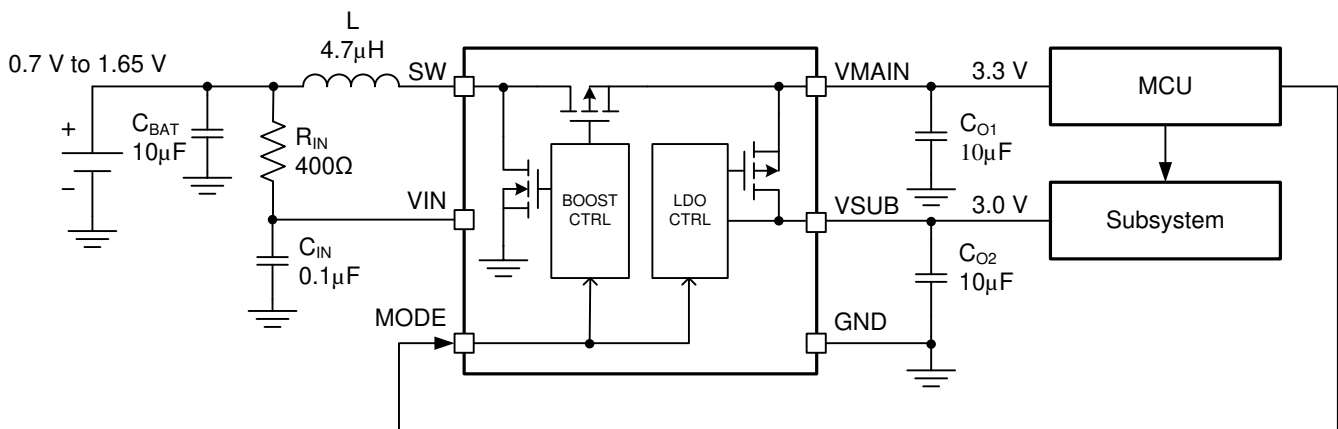 0.7 V to 1.65 V
L
4.7μH
SW
VMAIN
3.3 V
MCU
+
−
C_BAT
10μF
R_IN
400Ω
C_O1
10μF
VIN
BOOST
CTRL
LDO
CTRL
VSUB
3.0 V
Subsystem
C_IN
0.1μF
C_O2
10μF
MODE
GND